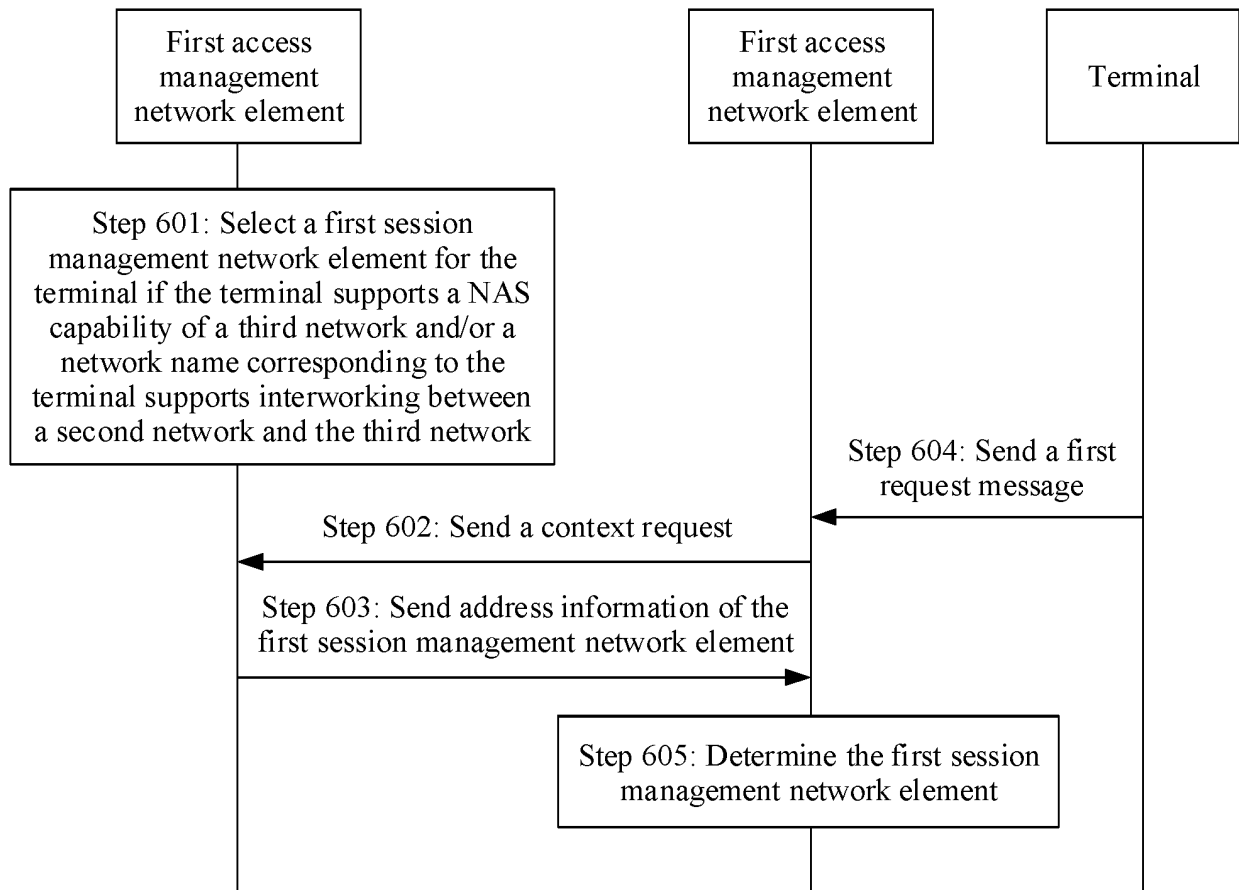 First access
management
network element
First access
management
network element
Terminal
Step 601: Select a first session
management network element for the
terminal if the terminal supports a NAS
capability of a third network and/or a
network name corresponding to the
terminal supports interworking between
a second network and the third network
Step 604: Send a first
request message
Step 602: Send a context request
Step 603: Send address information of the
first session management network element
Step 605: Determine the first session
management network element